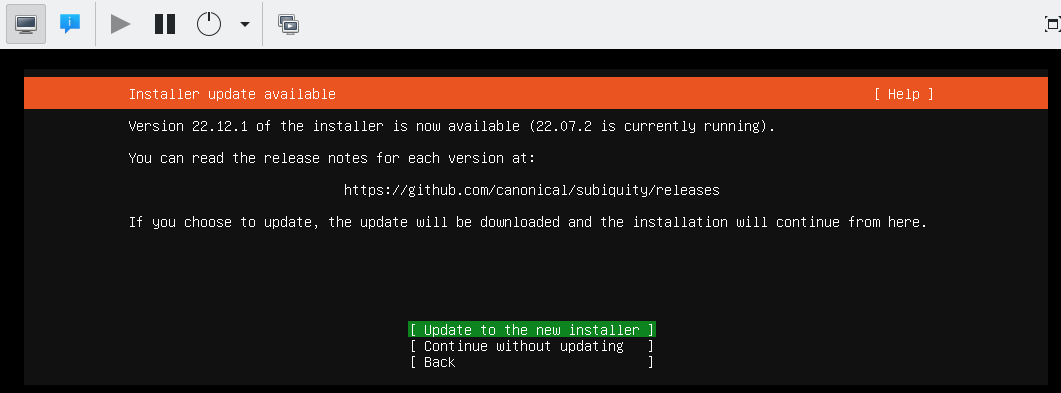 Installer update available [ Help ]
Version 22.12.1 of the installer is now available (22.07.2 is currently running).
You can read the release notes for each version at:
https://github.com/canonical/subiquity/releases
If you choose to update, the update will be downloaded and the installation will continue from here.
[ Update to the new installer ]
[ Continue without updating ]
[ Back ]